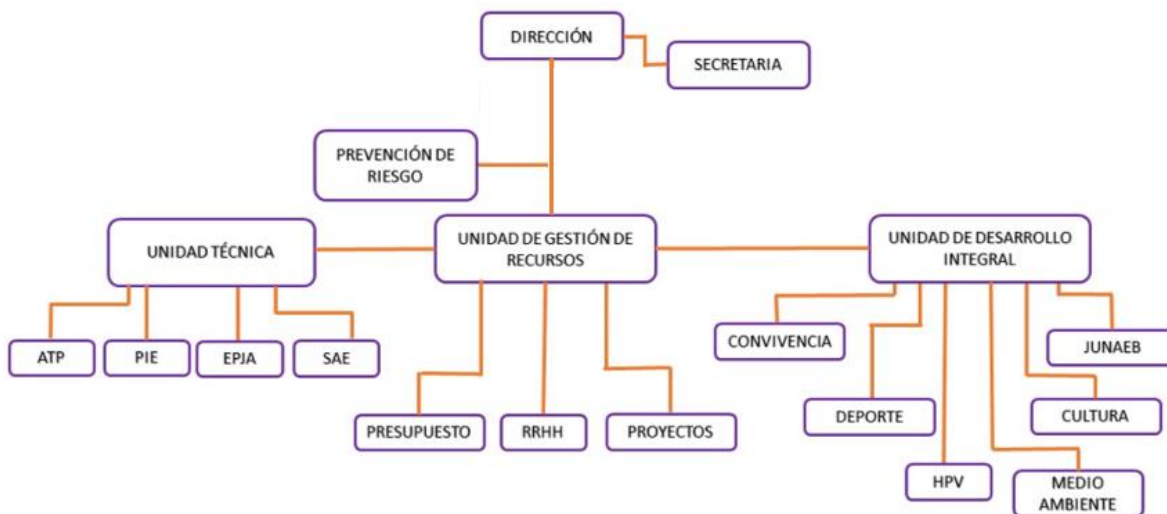 DIRECCIÓN
SECRETARIA
PREVENCIÓN DE
RIESGO
UNIDAD TÉCNICA
UNIDAD DE GESTIÓN DE
RECURSOS
UNIDAD DE DESARROLLO
INTEGRAL
ATP
PIE
EPJA
SAE
PRESUPUESTO
RRHH
PROYECTOS
CONVIVENCIA
JUNAEB
DEPORTE
CULTURA
HPV
MEDIO
AMBIENTE